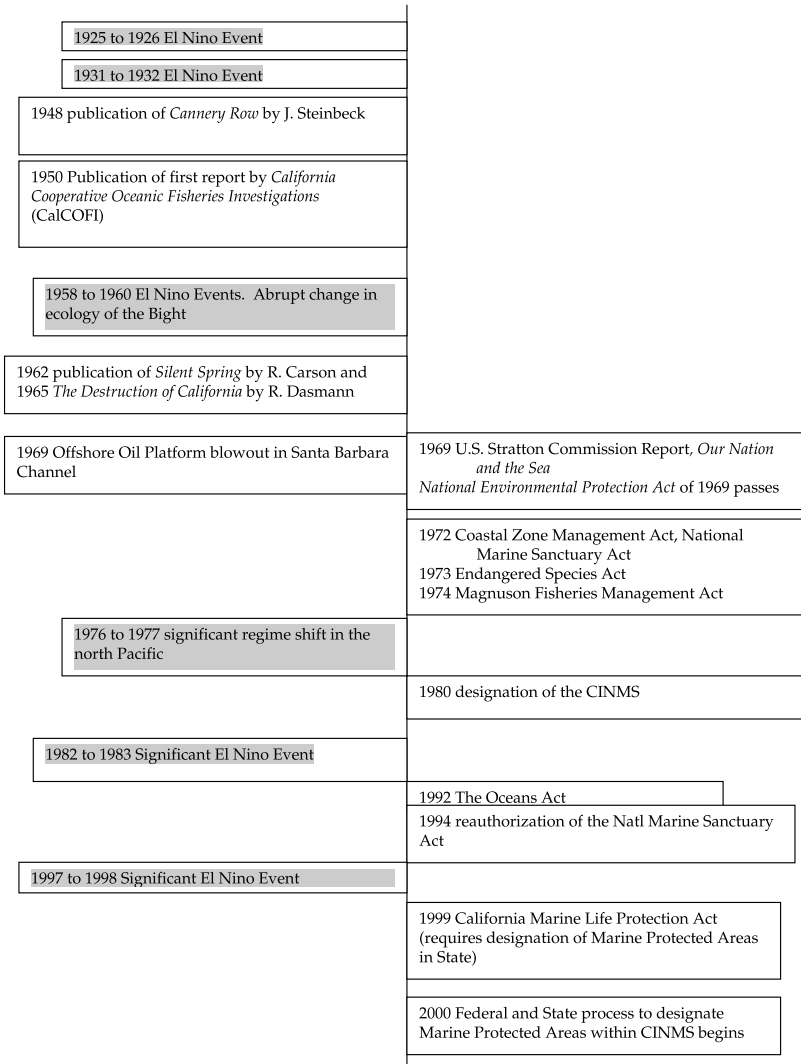 1925 to 1926 El Nino Event
1931 to 1932 El Nino Event
1948 publication of Cannery Row by J. Steinbeck
1950 Publication of first report by California
Cooperative Oceanic Fisheries Investigations
(CalCOFI)
1958 to 1960 El Nino Events.  Abrupt change in
ecology of the Bight
1962 publication of Silent Spring by R. Carson and
1965 The Destruction of California by R. Dasmann
1969 Offshore Oil Platform blowout in Santa Barbara
Channel
1969 U.S. Stratton Commission Report, Our Nation
and the Sea
National Environmental Protection Act of 1969 passes
1972 Coastal Zone Management Act, National
Marine Sanctuary Act
1973 Endangered Species Act
1974 Magnuson Fisheries Management Act
1976 to 1977 significant regime shift in the
north Pacific
1980 designation of the CINMS
1982 to 1983 Significant El Nino Event
1992 The Oceans Act
1994 reauthorization of the Natl Marine Sanctuary
Act
1997 to 1998 Significant El Nino Event
1999 California Marine Life Protection Act
(requires designation of Marine Protected Areas
in State)
2000 Federal and State process to designate
Marine Protected Areas within CINMS begins